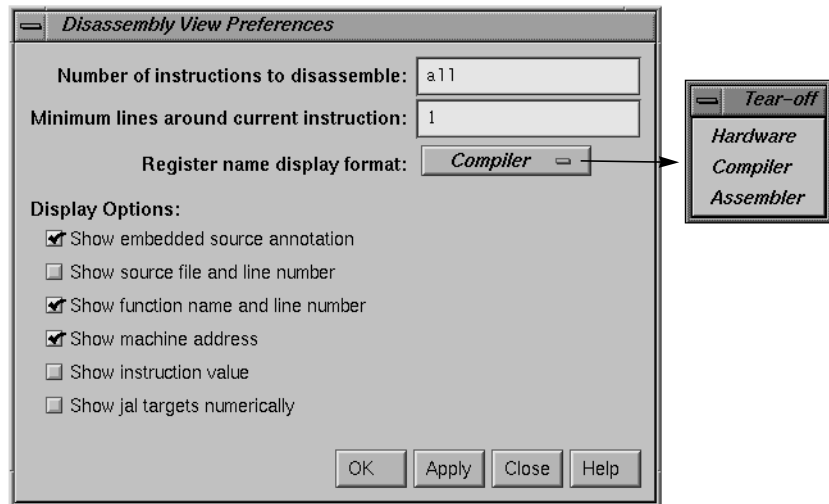 Disassembly View Preferences
Number of instructions to disassemble: all
Minimum lines around current instruction: 1
Register name display format: Compiler
Display Options:
Show embedded source annotation
Show source file and line number
Show function name and line number
Show machine address
Show instruction value
Show jal targets numerically
OK Apply Close Help
Tear-off
Hardware
Compiler
Assembler